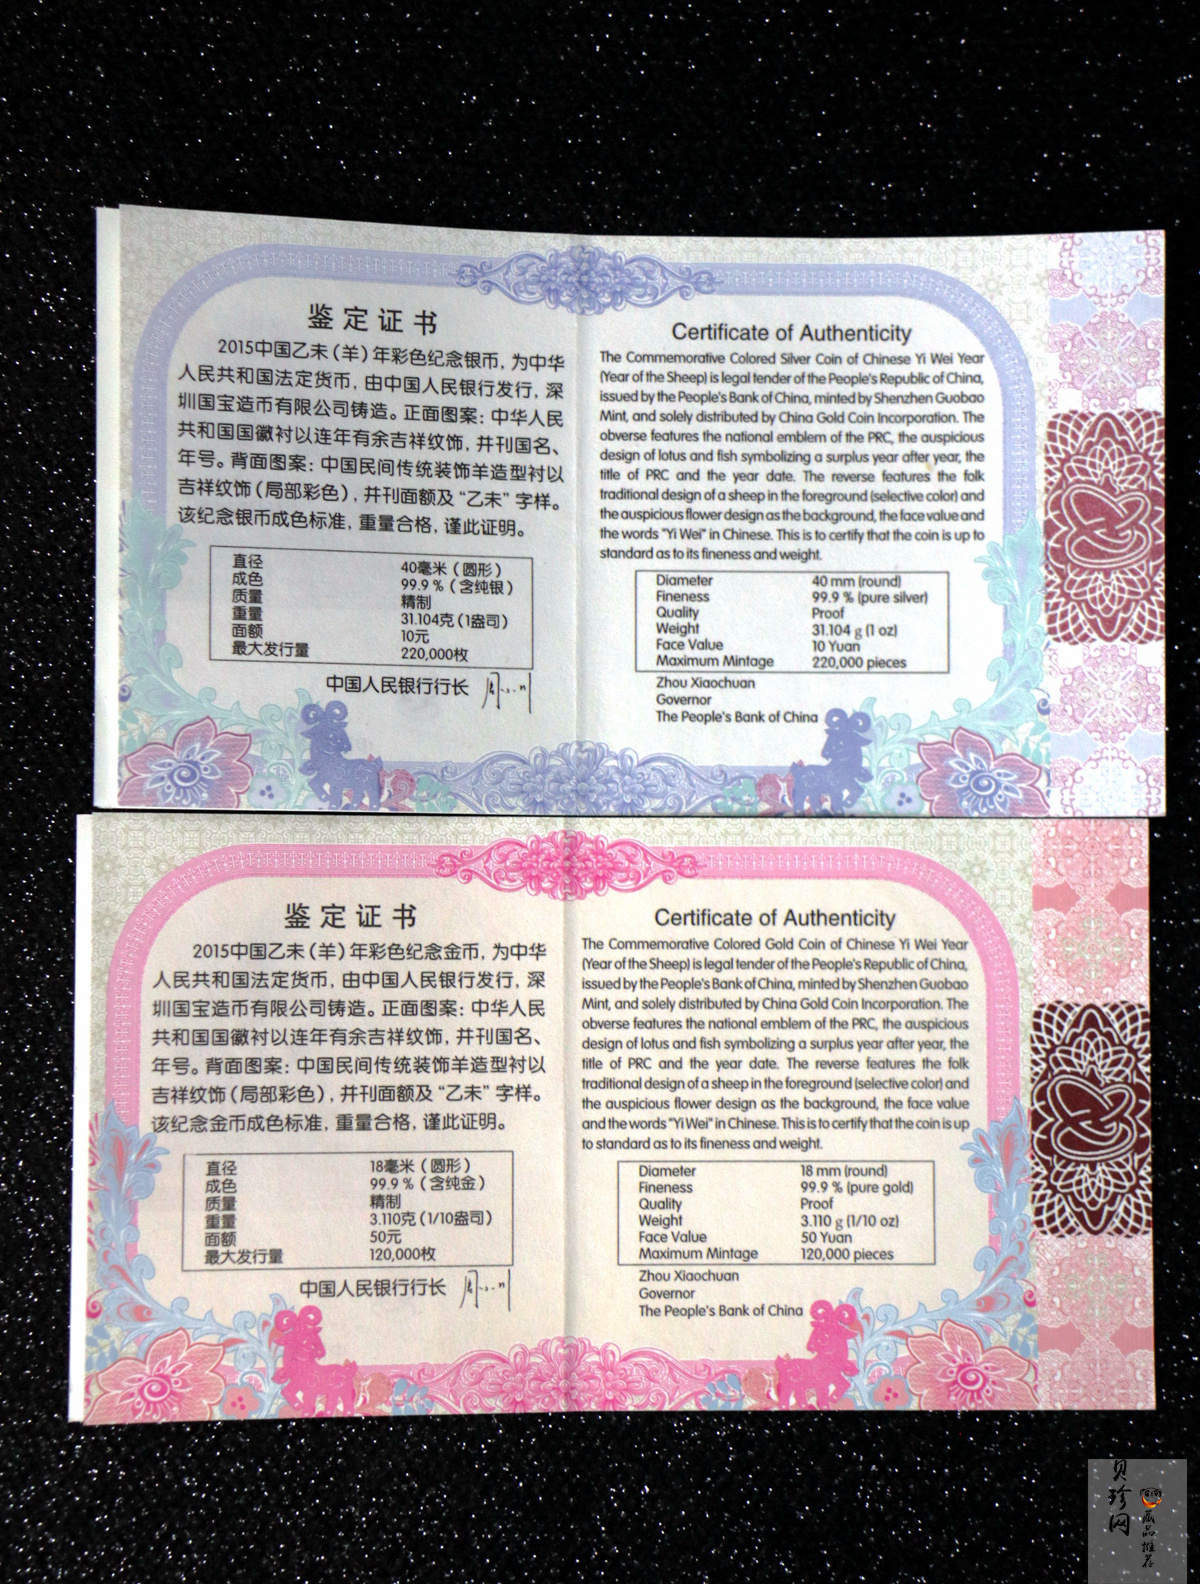 鉴定证书
2015中国乙未(羊)年彩色纪念银币，为中华
人民共和国法定货币，由中国人民银行发行，深
圳国宝造币有限公司铸造。正面图案：中华人民
共和国国徽衬以连年有余吉祥纹饰，并刊国名、
年号。背面图案：中国民间传统装饰羊造型衬以
吉祥纹饰(局部彩色)，并刊面额及“乙未”字样。
该纪念银币成色标准，重量合格，谨此证明。
直径 40毫米(圆形)
成色 99.9%(含纯银)
质量 精制
重量 31.104克(1盎司)
面额 10元
最大发行量 220,000枚
中国人民银行行长
Certificate of Authenticity
The Commemorative Colored Silver Coin of Chinese Yi Wei Year
(Year of the Sheep) is legal tender of the People's Republic of China,
issued by the People's Bank of China, minted by Shenzhen Guobao
Mint, and solely distributed by China Gold Coin Incorporation. The
obverse features the national emblem of the PRC, the auspicious
design of lotus and fish symbolizing a surplus year after year, the
title of PRC and the year date. The reverse features the folk
traditional design of a sheep in the foreground (selective color) and
the auspicious flower design as the background, the face value and
the words "Yi Wei" in Chinese. This is to certify that the coin is up to
standard as to its fineness and weight.
Diameter 40 mm (round)
Fineness 99.9 % (pure silver)
Quality Proof
Weight 31.104 g (1 oz)
Face Value 10 Yuan
Maximum Mintage 220,000 pieces
Zhou Xiaochuan
Governor
The People's Bank of China
鉴定证书
2015中国乙未(羊)年彩色纪念金币，为中华
人民共和国法定货币，由中国人民银行发行，深
圳国宝造币有限公司铸造。正面图案：中华人民
共和国国徽衬以连年有余吉祥纹饰，并刊国名、
年号。背面图案：中国民间传统装饰羊造型衬以
吉祥纹饰(局部彩色)，并刊面额及“乙未”字样。
该纪念金币成色标准，重量合格，谨此证明。
直径 18毫米(圆形)
成色 99.9%(含纯金)
质量 精制
重量 3.110克(1/10盎司)
面额 50元
最大发行量 120,000枚
中国人民银行行长
Certificate of Authenticity
The Commemorative Colored Gold Coin of Chinese Yi Wei Year
(Year of the Sheep) is legal tender of the People's Republic of China,
issued by the People's Bank of China, minted by Shenzhen Guobao
Mint, and solely distributed by China Gold Coin Incorporation. The
obverse features the national emblem of the PRC, the auspicious
design of lotus and fish symbolizing a surplus year after year, the
title of PRC and the year date. The reverse features the folk
traditional design of a sheep in the foreground (selective color) and
the auspicious flower design as the background, the face value
and the words "Yi Wei" in Chinese. This is to certify that the coin is up
to standard as to its fineness and weight.
Diameter 18 mm (round)
Fineness 99.9 % (pure gold)
Quality Proof
Weight 3.110 g (1/10 oz)
Face Value 50 Yuan
Maximum Mintage 120,000 pieces
Zhou Xiaochuan
Governor
The People's Bank of China
贝珍网
藏品推荐